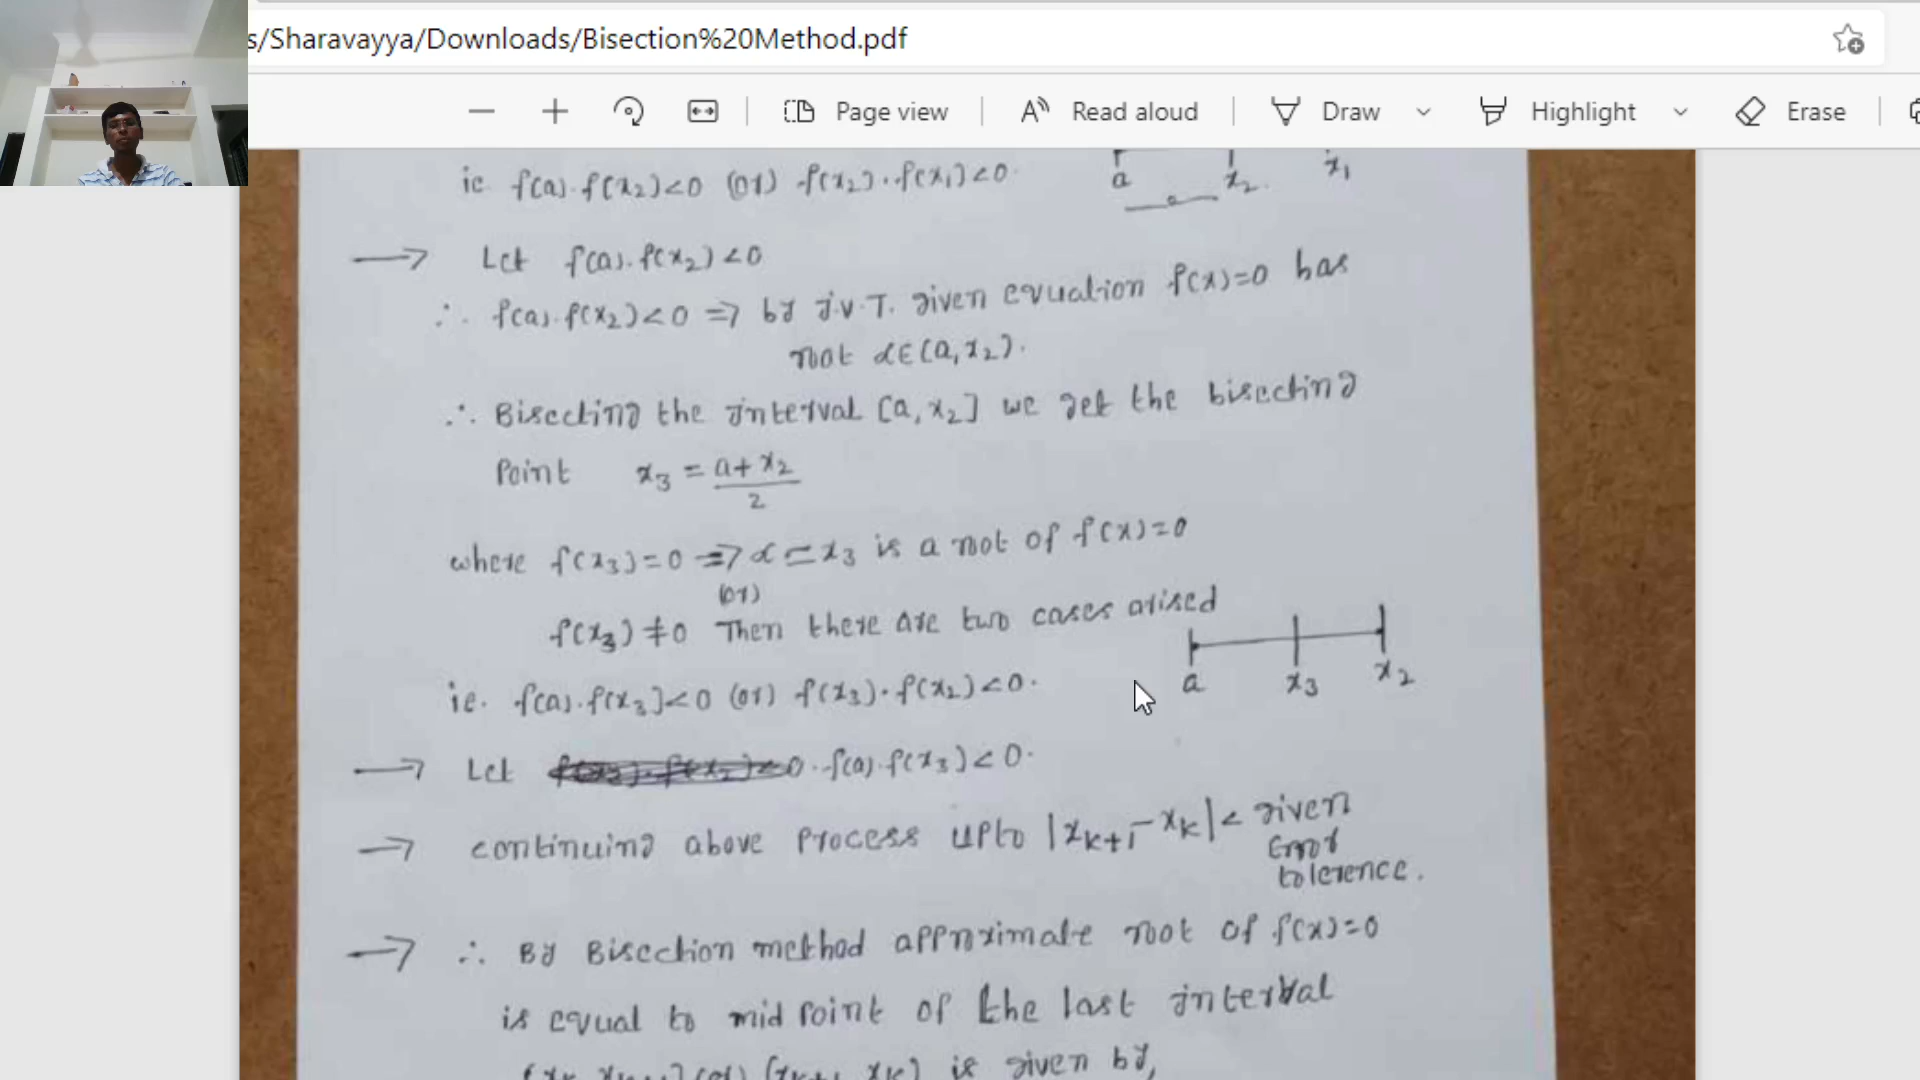 s/Sharavayya/Downloads/Bisection%20Method.pdf
Page view Read aloud Draw Highlight Erase
ie f(a).f(x₂)<0 (or) f(x₂).f(x₁)<0.
a x₂. x₁
Let f(a).f(x₂)<0
∴ f(a).f(x₂)<0 => by I.V.T. given equation f(x)=0 has
root α∈(a,x₂).
∴ Bisecting the interval [a, x₂] we get the bisecting
Point x₃ = a+x₂/2
where f(x₃)=0 => α=x₃ is a root of f(x)=0
(or)
f(x₃)≠0 Then there are two cases arised
a x₃ x₂
ie. f(a).f(x₃)<0 (or) f(x₃).f(x₂)<0.
Let f(a).f(x₃)<0.
continuing above Process upto |xₖ₊₁-xₖ|< given
Error
tolerence.
∴ By Bisection method approximate root of f(x)=0
is equal to mid Point of the last interval
is given by,